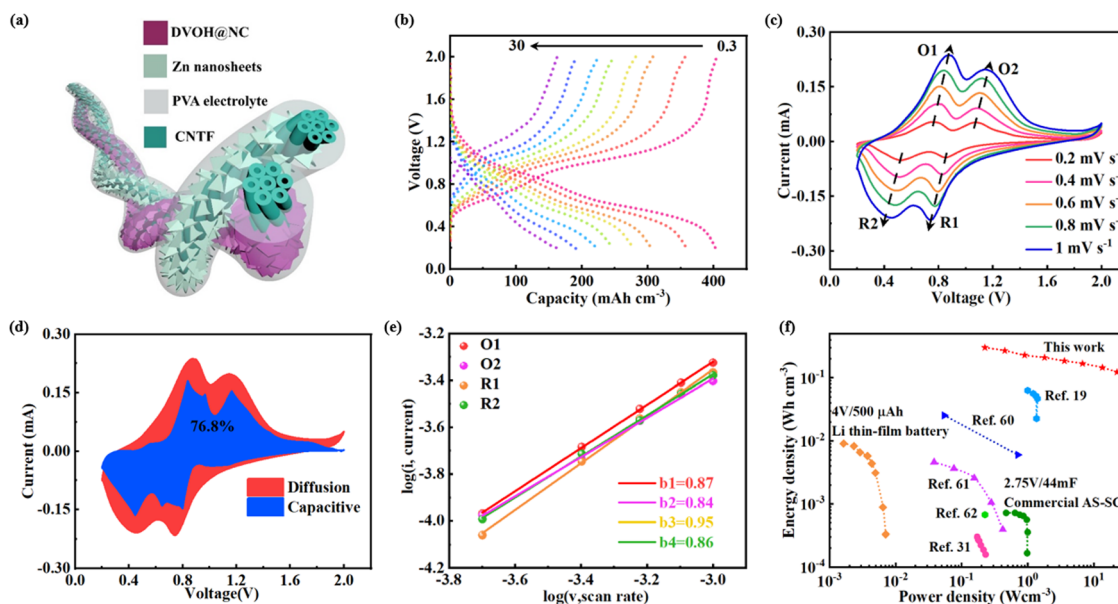 (a)
DVOH@NC
Zn nanosheets
PVA electrolyte
CNTF
(b)
30
0.3
2.0
1.6
1.2
0.8
0.4
0.0
Voltage (V)
0 100 200 300 400
Capacity (mAh cm⁻³)
(c)
O1
O2
R2
R1
0.30
0.15
0.00
-0.15
-0.30
Current (mA)
0.2 mV s⁻¹
0.4 mV s⁻¹
0.6 mV s⁻¹
0.8 mV s⁻¹
1 mV s⁻¹
0.0 0.4 0.8 1.2 1.6 2.0
Voltage (V)
(d)
0.30
0.15
0.00
-0.15
-0.30
Current (mA)
76.8%
Diffusion
Capacitive
0.0 0.4 0.8 1.2 1.6 2.0
Voltage(V)
(e)
-3.2
-3.4
-3.6
-3.8
-4.0
-4.2
log(i, current)
O1
O2
R1
R2
b1=0.87
b2=0.84
b3=0.95
b4=0.86
-3.8 -3.6 -3.4 -3.2 -3.0
log(v,scan rate)
(f)
10⁻¹
10⁻²
10⁻³
10⁻⁴
Energy density (Wh cm⁻³)
This work
Ref. 19
Ref. 60
4V/500 μAh
Li thin-film battery
Ref. 61
2.75V/44mF
Commercial AS-SC
Ref. 62
Ref. 31
10⁻³ 10⁻² 10⁻¹ 10⁰ 10¹
Power density (Wcm⁻³)